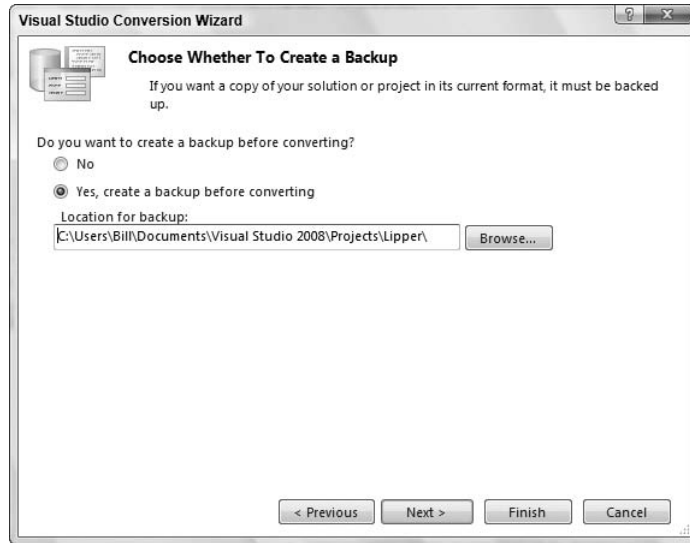 Visual Studio Conversion Wizard
Choose Whether To Create a Backup
If you want a copy of your solution or project in its current format, it must be backed
up.
Do you want to create a backup before converting?
No
Yes, create a backup before converting
Location for backup:
C:\Users\Bill\Documents\Visual Studio 2008\Projects\Lipper\
Browse...
< Previous
Next >
Finish
Cancel